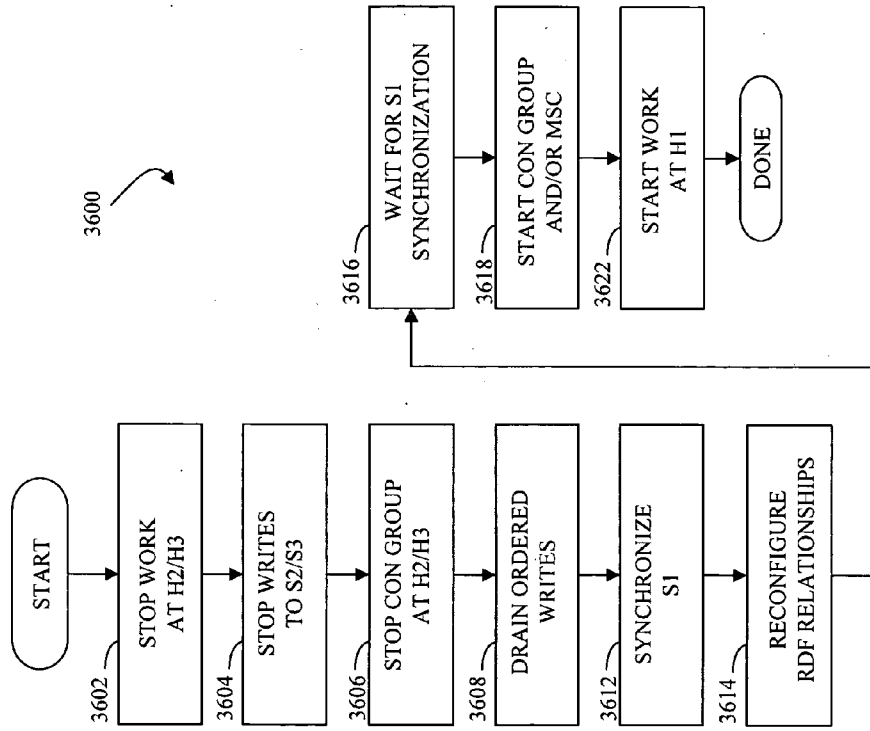 3600
START
3602
STOP WORK
AT H2/H3
3604
STOP WRITES
TO S2/S3
3606
STOP CON GROUP
AT H2/H3
3608
DRAIN ORDERED
WRITES
3612
SYNCHRONIZE
S1
3614
RECONFIGURE
RDF RELATIONSHIPS
3616
WAIT FOR S1
SYNCHRONIZATION
3618
START CON GROUP
AND/OR MSC
3622
START WORK
AT H1
DONE